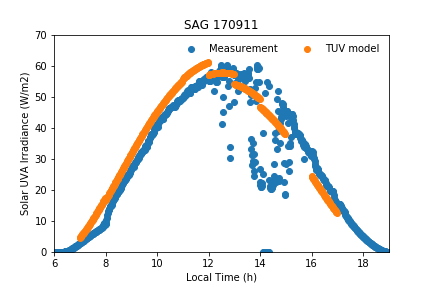 SAG 170911
Measurement TUV model
70
60
50
40
30
20
10
0
Solar UVA Irradiance (W/m2)
6 8 10 12 14 16 18
Local Time (h)